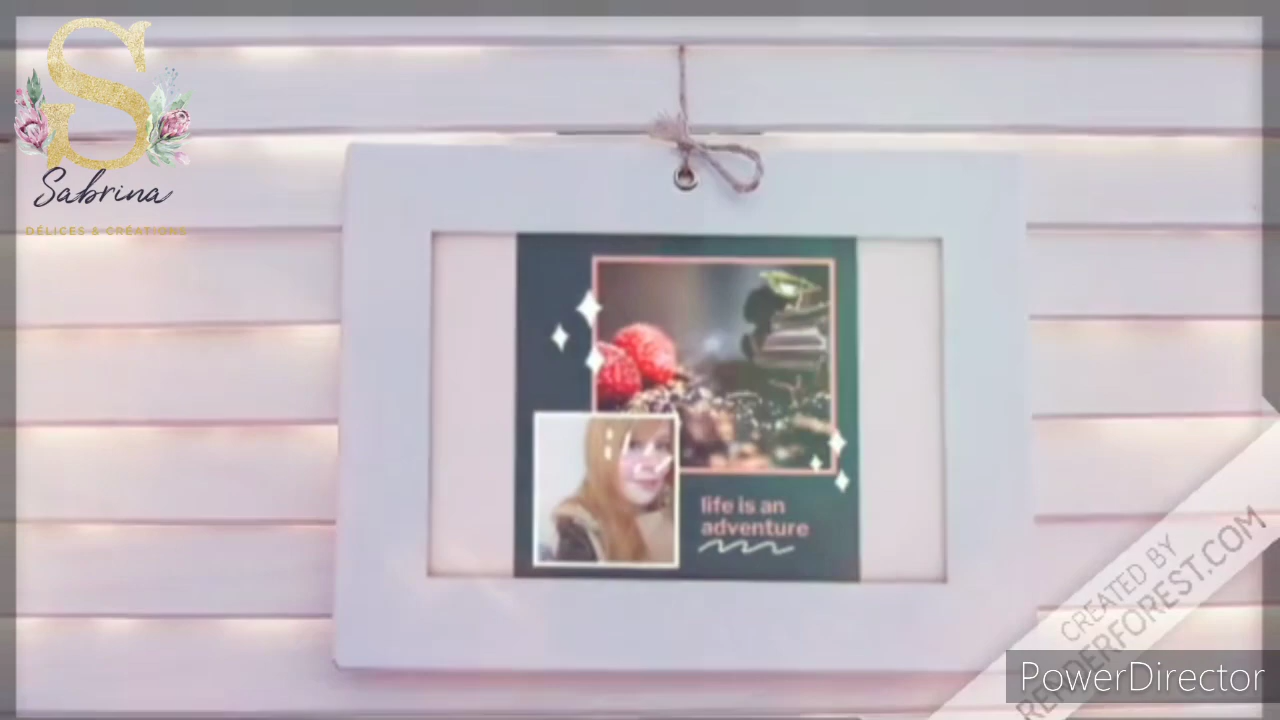 S
Sabrina
DÉLICES & CRÉATIONS
life is an
adventure
CREATED BY
RENDERFOREST.COM
PowerDirector